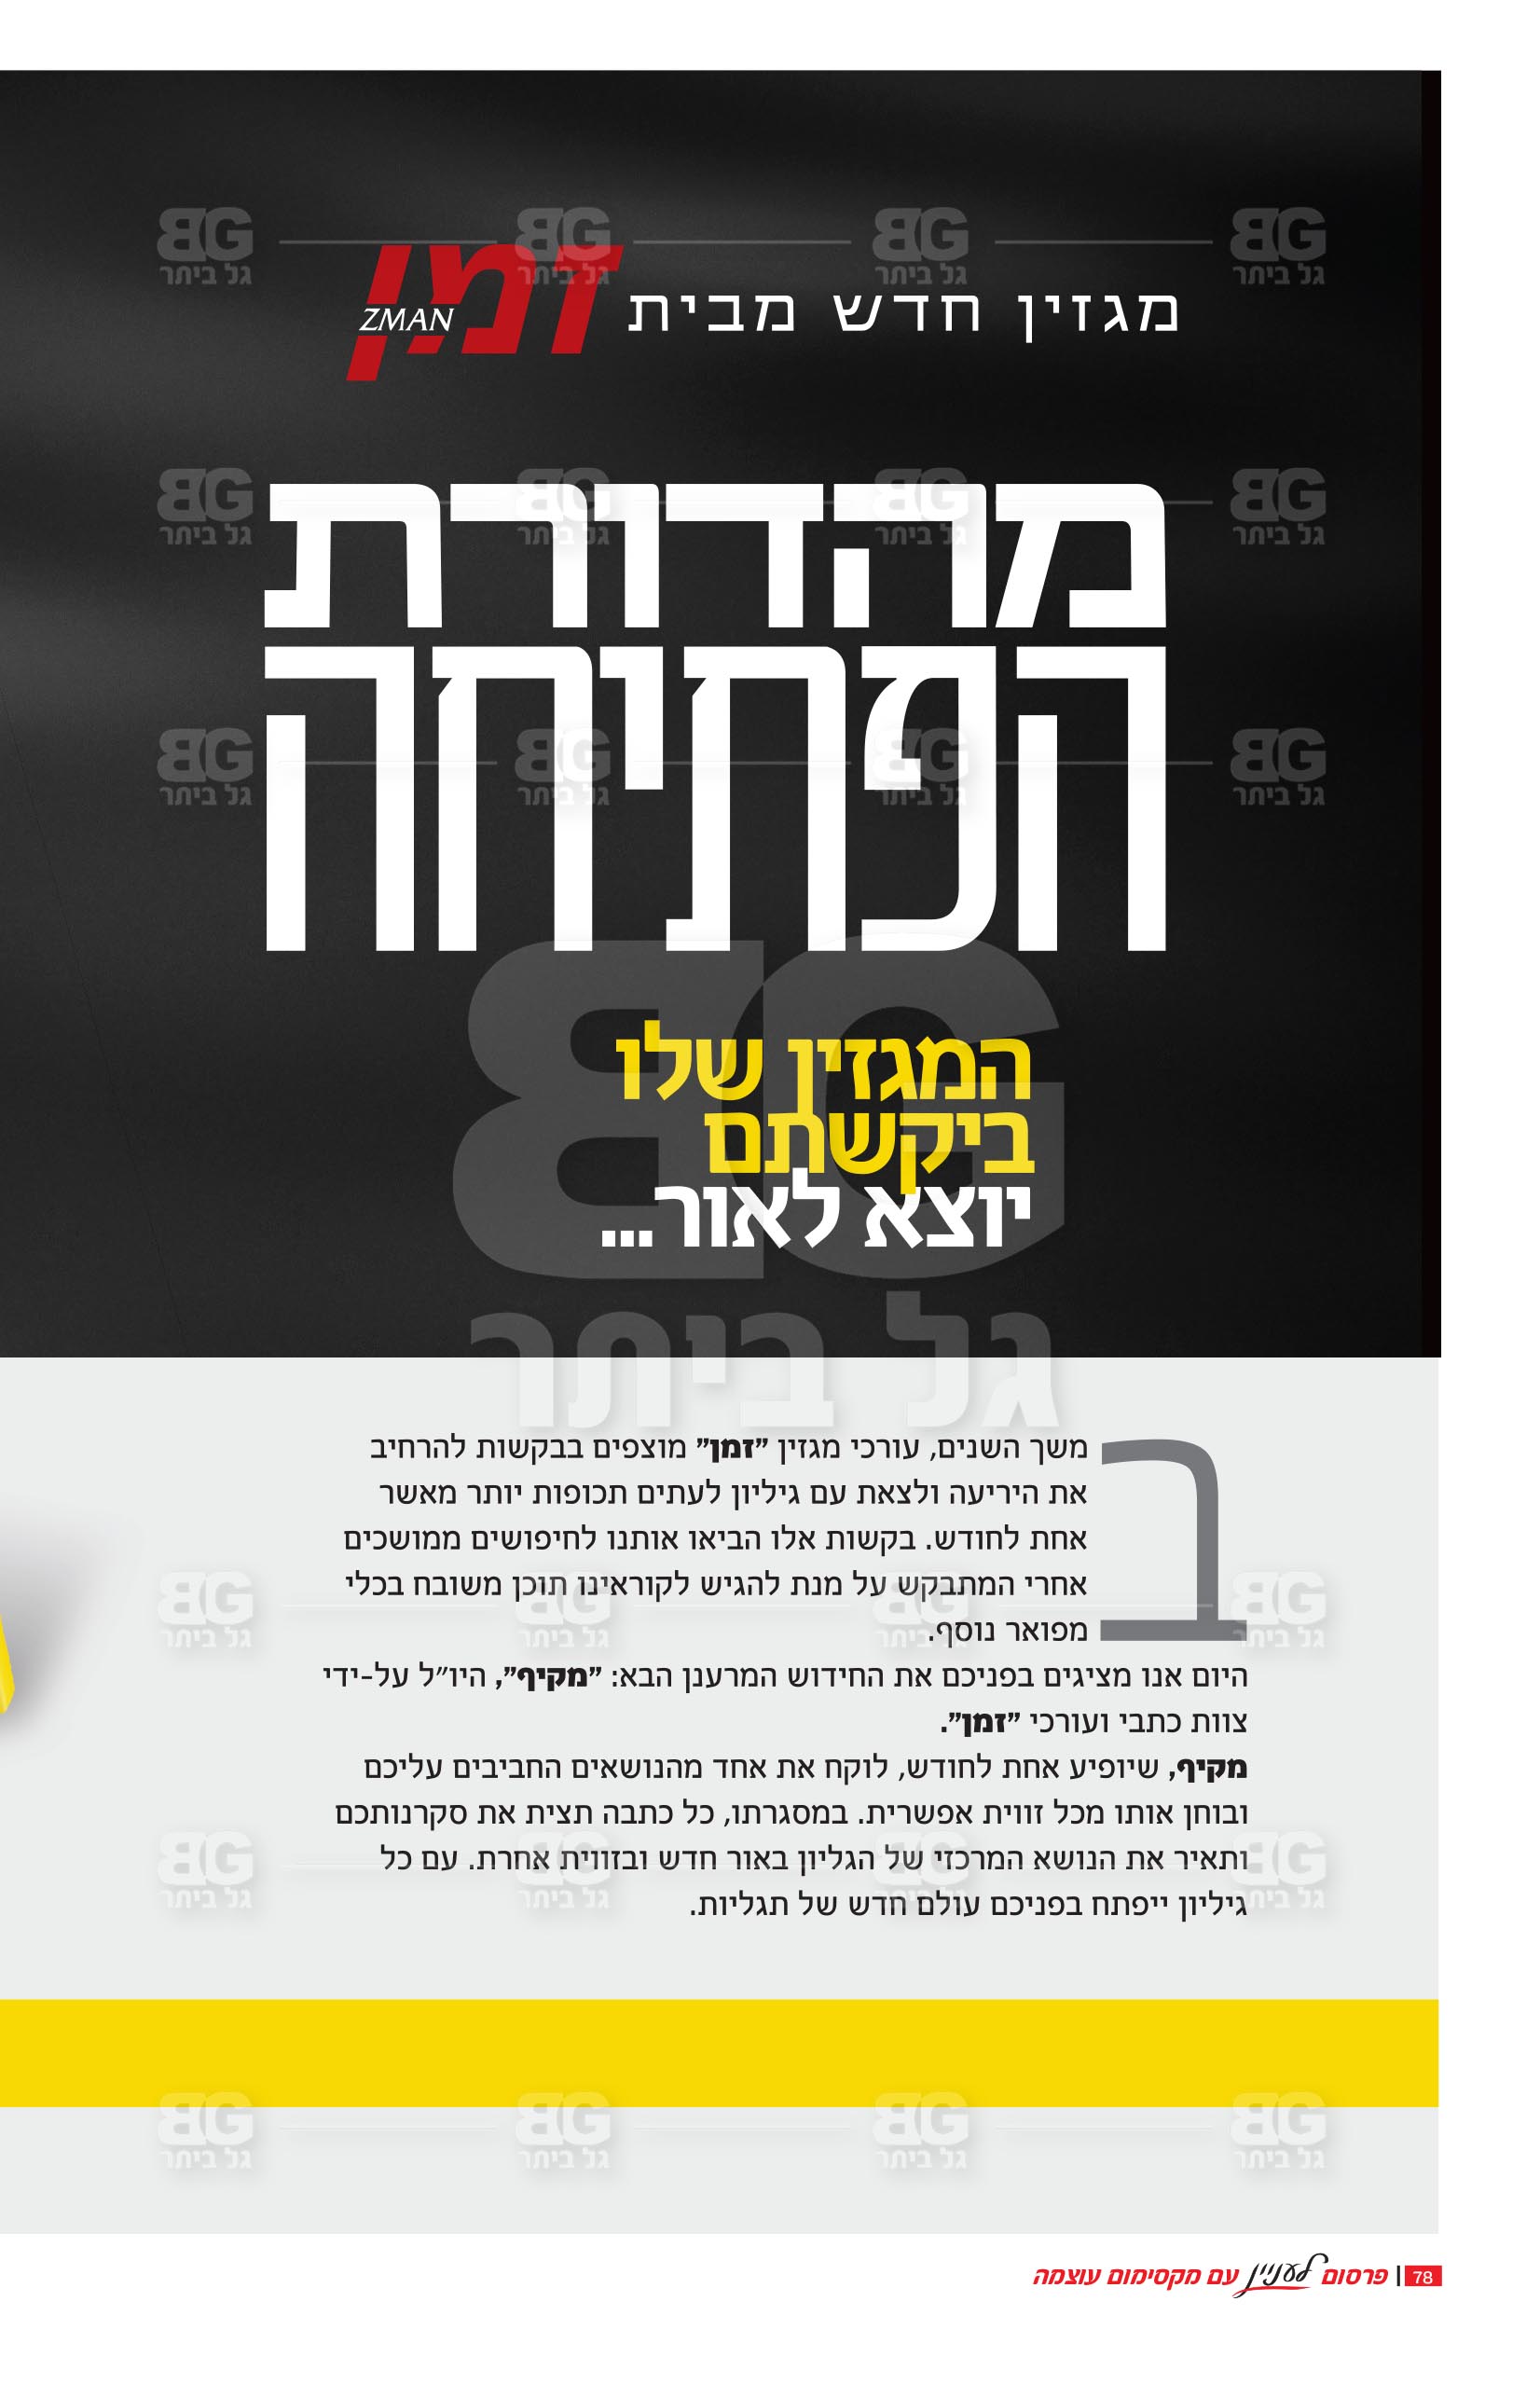 מגזין חדש מבית זמן
ZMAN
מהדורת
הפתיחה
המגזין שלו
ביקשתם
יוצא לאור...
במשך השנים, עורכי מגזין "זמן" מוצפים בבקשות להרחיב
את היריעה ולצאת עם גיליון לעתים תכופות יותר מאשר
אחת לחודש. בקשות אלו הביאו אותנו לחיפושים ממושכים
אחרי המתבקש על מנת להגיש לקוראינו תוכן משובח בכלי
מפואר נוסף.
היום אנו מציגים בפניכם את החידוש המרענן הבא: "מקיף", היו"ל על-ידי
צוות כתבי ועורכי "זמן".
מקיף, שיופיע אחת לחודש, לוקח את אחד מהנושאים החביבים עליכם
ובוחן אותו מכל זווית אפשרית. במסגרתו, כל כתבה תצית את סקרנותכם
ותאיר את הנושא המרכזי של הגליון באור חדש ובזווית אחרת. עם כל
גיליון ייפתח בפניכם עולם חדש של תגליות.
78 | פרסום לעניין עם מקסימום עוצמה
BG
גל ביתר